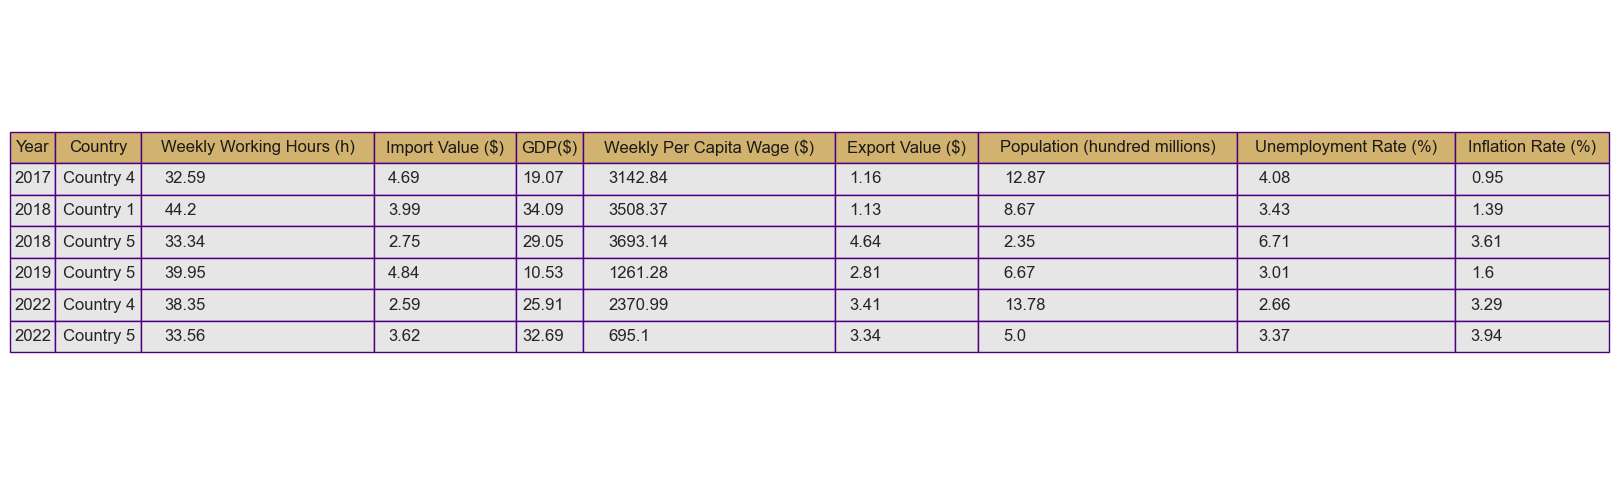 Year Country Weekly Working Hours (h) Import Value ($) GDP($) Weekly Per Capita Wage ($) Export Value ($) Population (hundred millions) Unemployment Rate (%) Inflation Rate (%)
2017 Country 4 32.59 4.69 19.07 3142.84 1.16 12.87 4.08 0.95
2018 Country 1 44.2 3.99 34.09 3508.37 1.13 8.67 3.43 1.39
2018 Country 5 33.34 2.75 29.05 3693.14 4.64 2.35 6.71 3.61
2019 Country 5 39.95 4.84 10.53 1261.28 2.81 6.67 3.01 1.6
2022 Country 4 38.35 2.59 25.91 2370.99 3.41 13.78 2.66 3.29
2022 Country 5 33.56 3.62 32.69 695.1 3.34 5.0 3.37 3.94